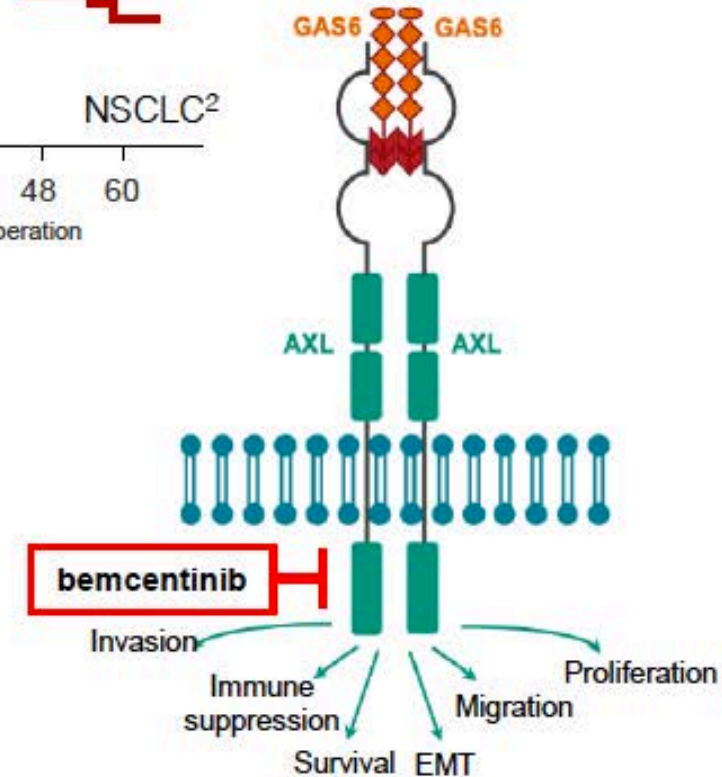 GAS6 GAS6
NSCLC²
48 60
AXL AXL
bemcentinib
Invasion
Proliferation
Immune
suppression
Migration
Survival EMT